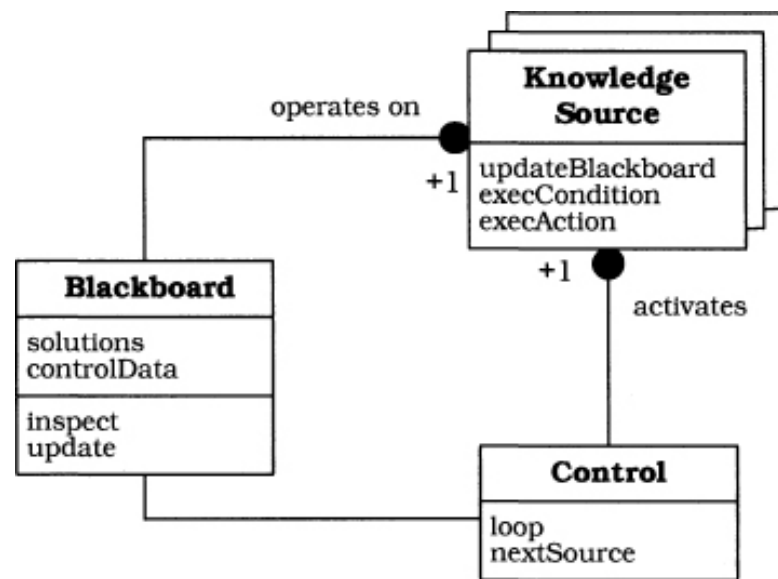 Knowledge
Source
operates on
updateBlackboard
execCondition
execAction
+1
+1
activates
Blackboard
solutions
controlData
inspect
update
Control
loop
nextSource